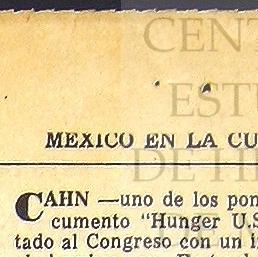 CENT
ESTU
DE HI
MEXICO EN LA CU
CAHN —uno de los pon
cumento "Hunger U.S
tado al Congreso con un i